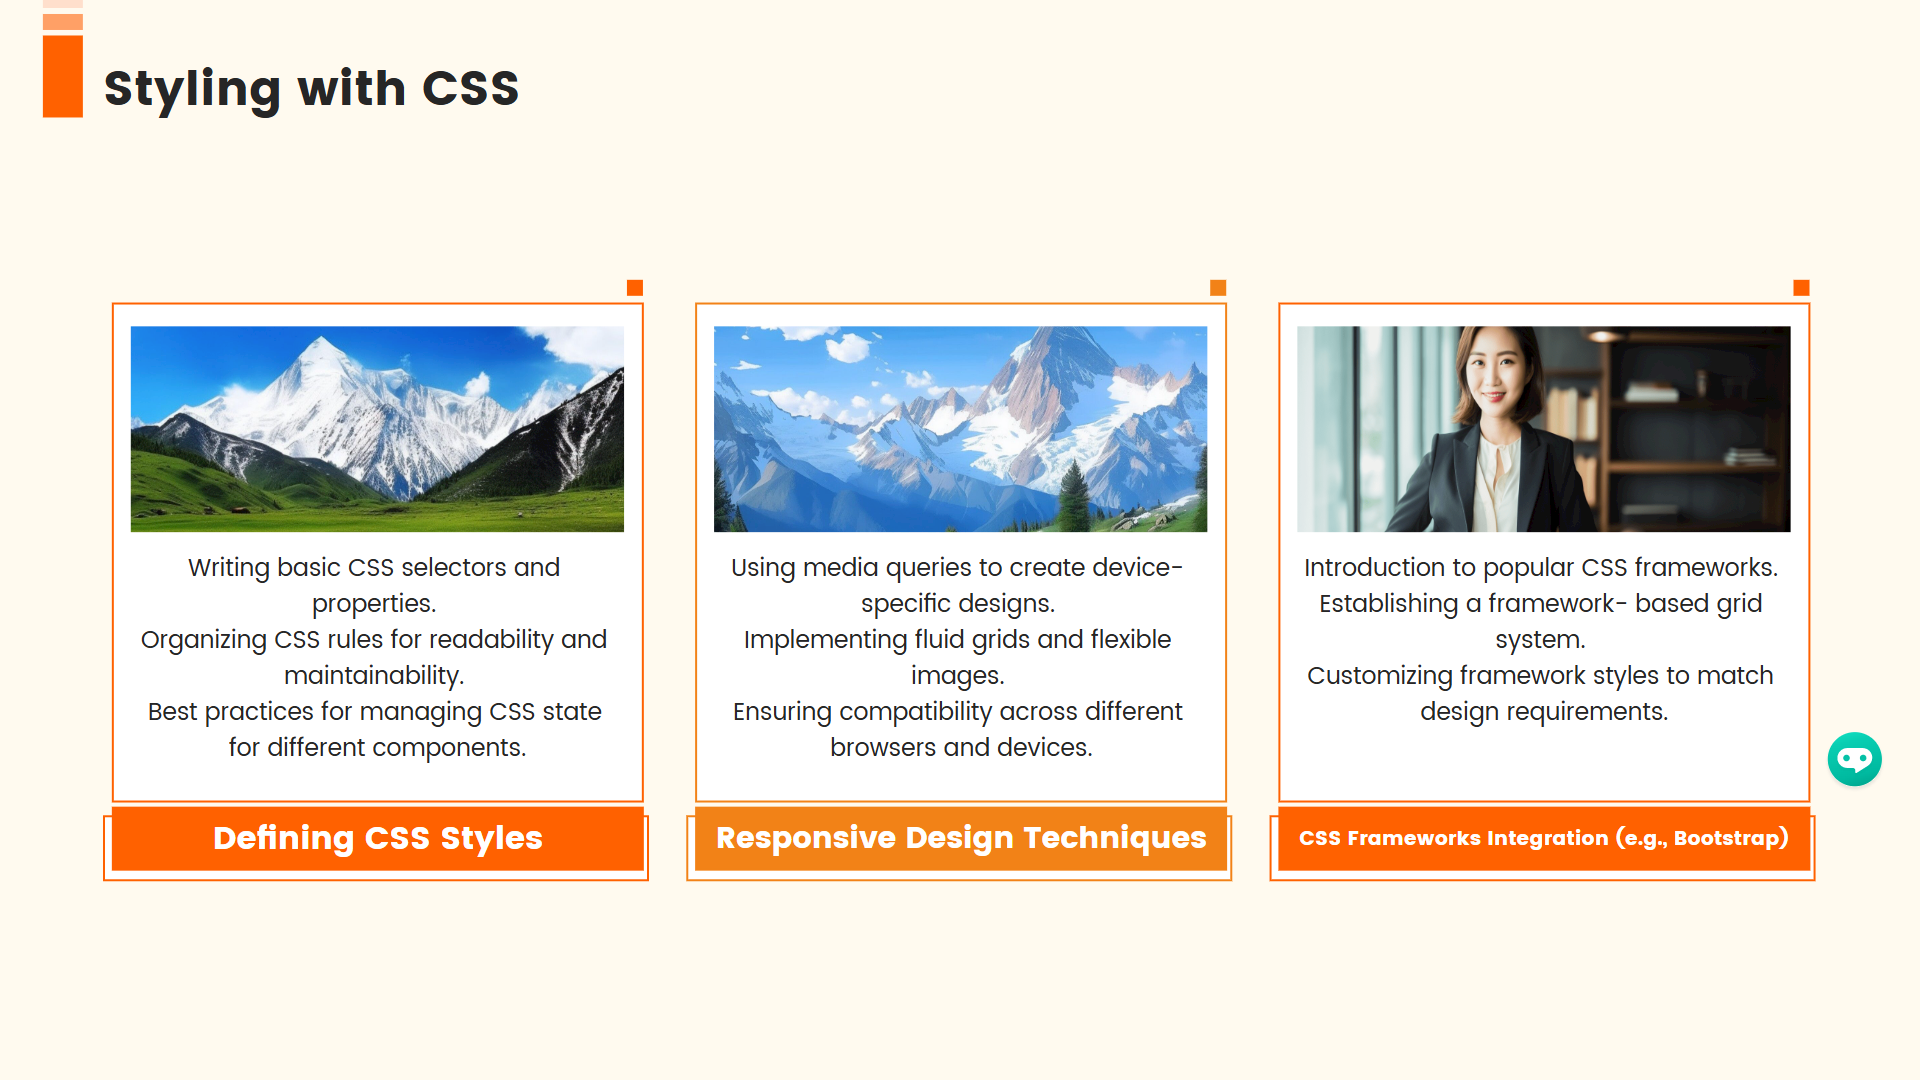 Styling with CSS
Writing basic CSS selectors and
properties.
Organizing CSS rules for readability and
maintainability.
Best practices for managing CSS state
for different components.
Defining CSS Styles
Using media queries to create device-
specific designs.
Implementing fluid grids and flexible
images.
Ensuring compatibility across different
browsers and devices.
Responsive Design Techniques
Introduction to popular CSS frameworks.
Establishing a framework- based grid
system.
Customizing framework styles to match
design requirements.
CSS Frameworks Integration (e.g., Bootstrap)